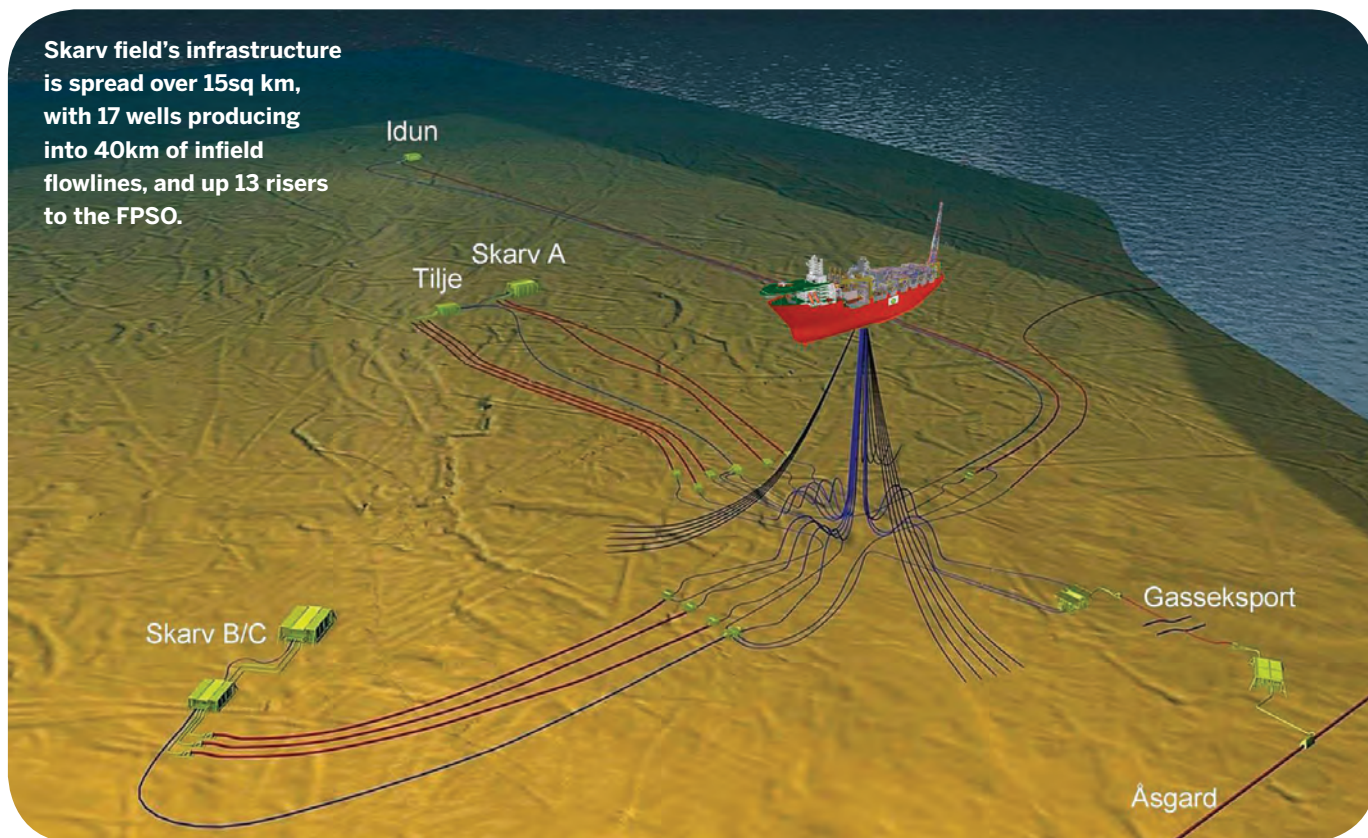 Skarv field's infrastructure
is spread over 15sq km,
with 17 wells producing
into 40km of infield
flowlines, and up 13 risers
to the FPSO.
Idun
Skarv A
Tilje
Skarv B/C
Gasseksport
Åsgard